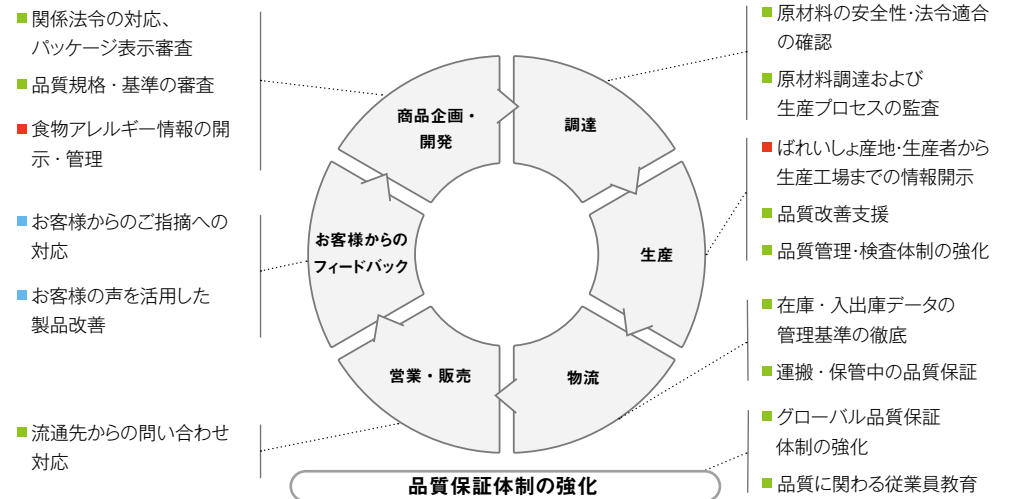 ■関係法令の対応、
パッケージ表示審査
■品質規格・基準の審査
■食物アレルギー情報の開
示・管理
■お客様からのご指摘への
対応
■お客様の声を活用した
製品改善
■流通先からの問い合わせ
対応
商品企画・
開発
調達
生産
物流
営業・販売
お客様からの
フィードバック
品質保証体制の強化
■原材料の安全性・法令適合
の確認
■原材料調達および
生産プロセスの監査
■ばれいしょ産地・生産者から
生産工場までの情報開示
■品質改善支援
■品質管理・検査体制の強化
■在庫・入出庫データの
管理基準の徹底
■運搬・保管中の品質保証
■グローバル品質保証
体制の強化
■品質に関わる従業員教育